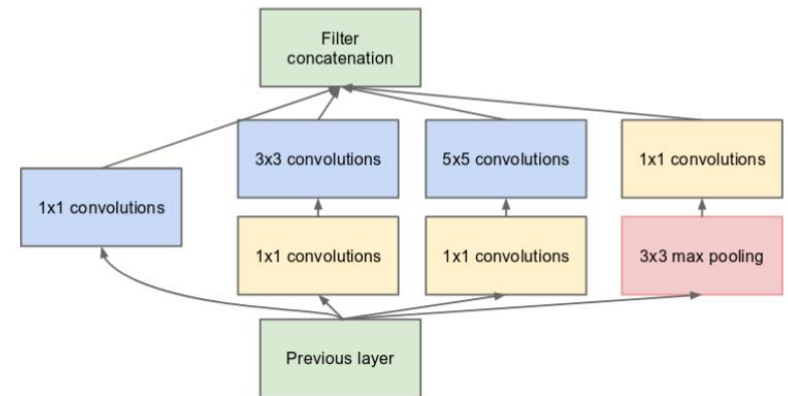 Filter
concatenation
3x3 convolutions
5x5 convolutions
1x1 convolutions
1x1 convolutions
1x1 convolutions
1x1 convolutions
3x3 max pooling
Previous layer